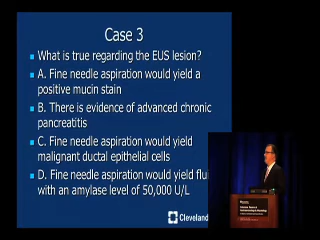 Case 3
What is true regarding the EUS lesion?
A. Fine needle aspiration would yield a
positive mucin stain
B. There is evidence of advanced chronic
pancreatitis
C. Fine needle aspiration would yield
malignant ductal epithelial cells
D. Fine needle aspiration would yield flu
with an amylase level of 50,000 U/L
Cleveland